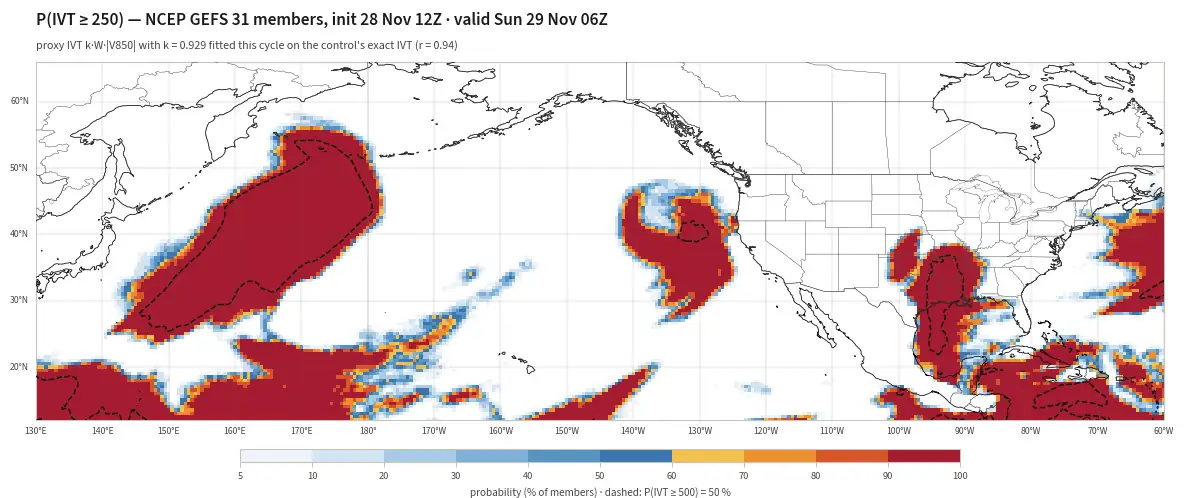 P(IVT ≥ 250) — NCEP GEFS 31 members, init 28 Nov 12Z · valid Sun 29 Nov 06Z
proxy IVT k·W·|V850| with k = 0.929 fitted this cycle on the control's exact IVT (r = 0.94)
60°N
50°N
40°N
30°N
20°N
130°E 140°E 150°E 160°E 170°E 180° 170°W 160°W 150°W 140°W 130°W 120°W 110°W 100°W 90°W 80°W 70°W 60°W
5 10 20 30 40 50 60 70 80 90 100
probability (% of members) · dashed: P(IVT ≥ 500) = 50 %